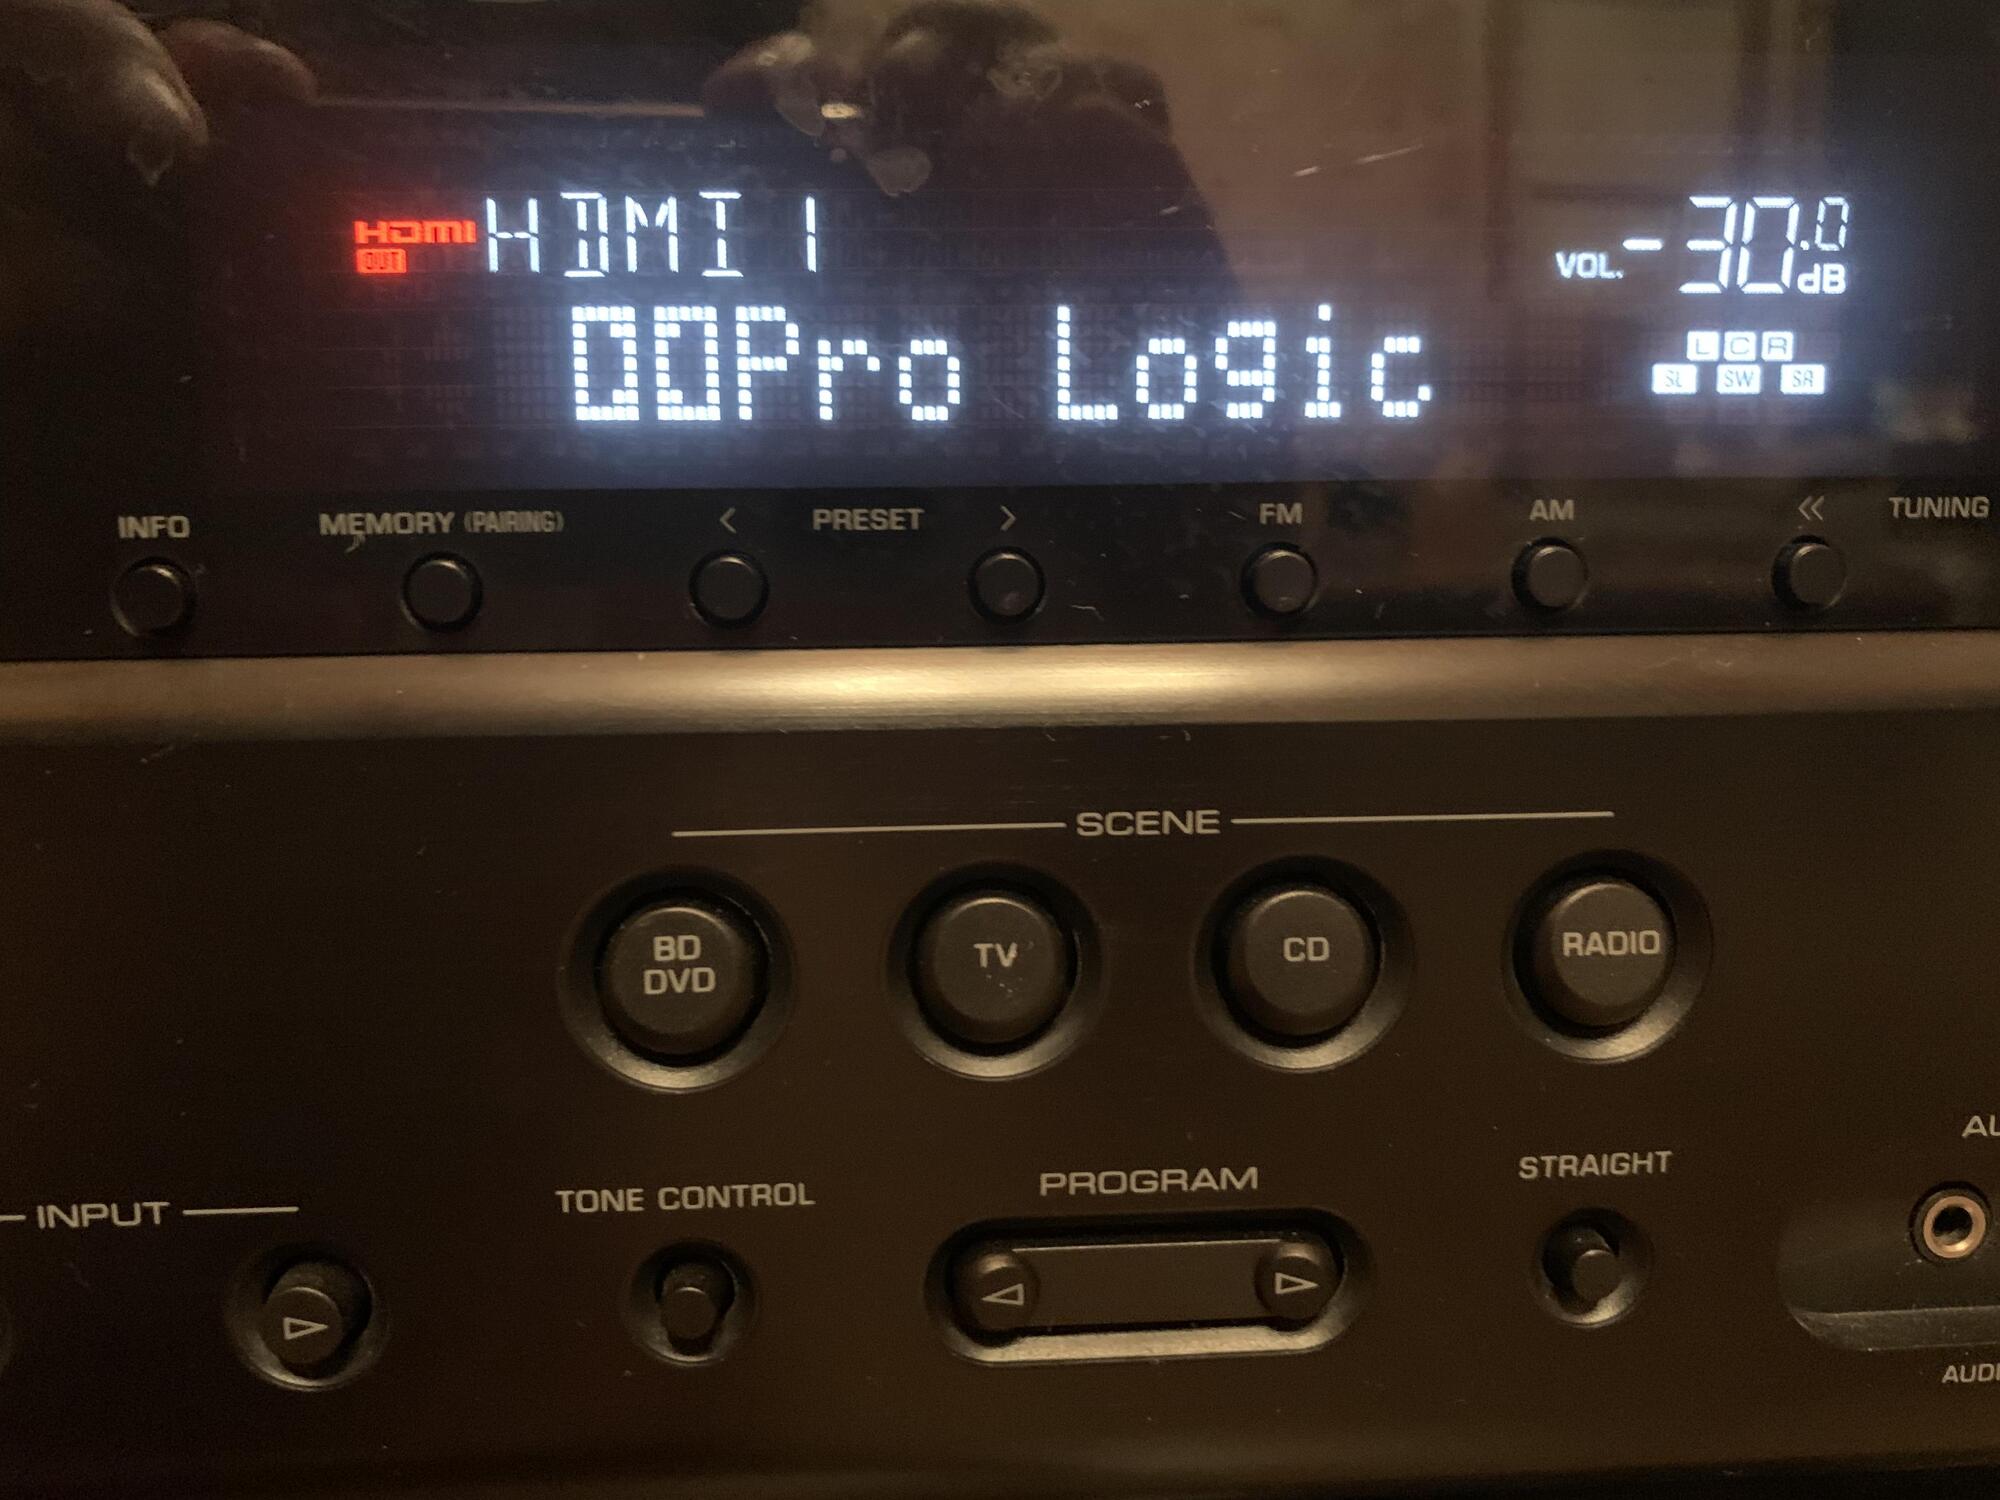 HDMI OUT HDMI 1 VOL. -30.0 dB
▯▯Pro Logic
L C R
SL SW SR
INFO MEMORY (PAIRING) < PRESET > FM AM << TUNING
SCENE
BD DVD TV CD RADIO
INPUT TONE CONTROL PROGRAM STRAIGHT